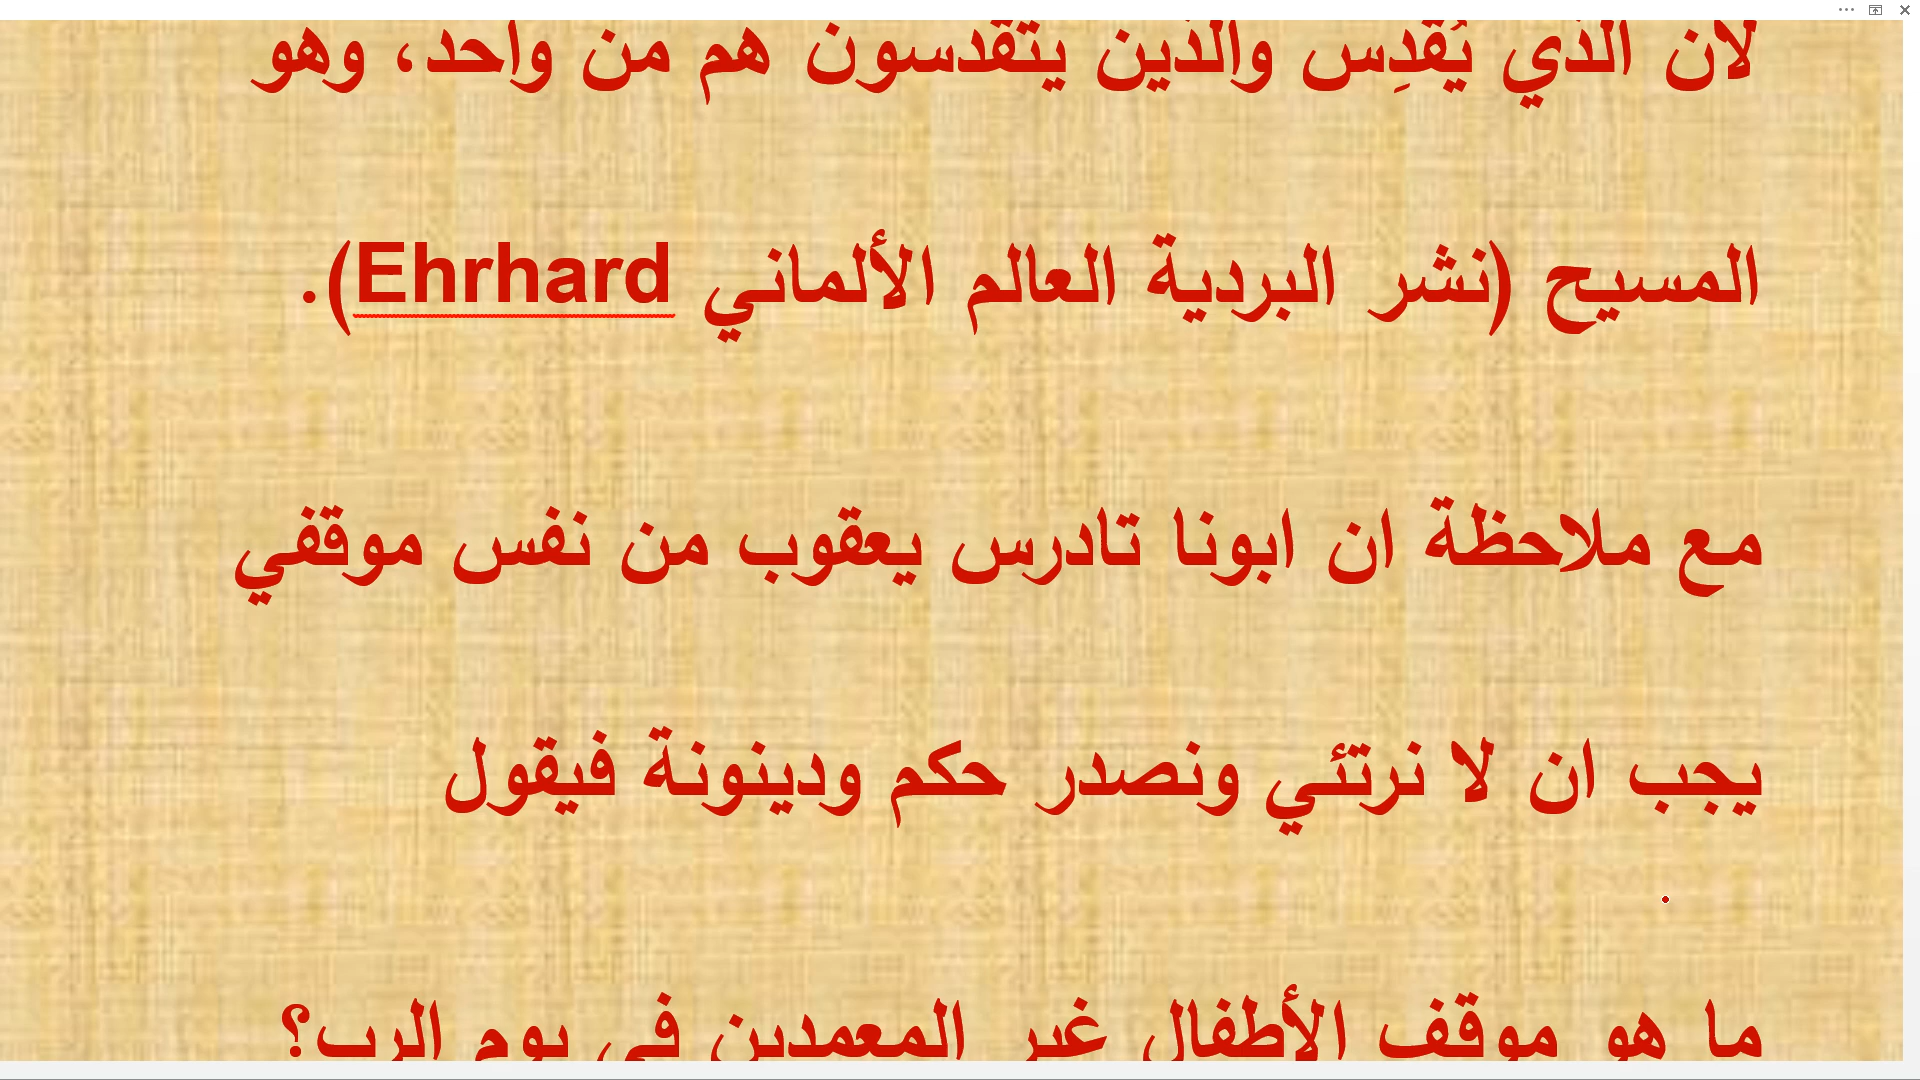 لأن الذي يُقدِس والذين يتقدسون هم من واحد، وهو
المسيح (نشر البردية العالم الألماني Ehrhard).
مع ملاحظة ان ابونا تادرس يعقوب من نفس موقفي
يجب ان لا نرتئي ونصدر حكم ودينونة فيقول
ما هو موقف الأطفال غير المعمدين في يوم الرب؟